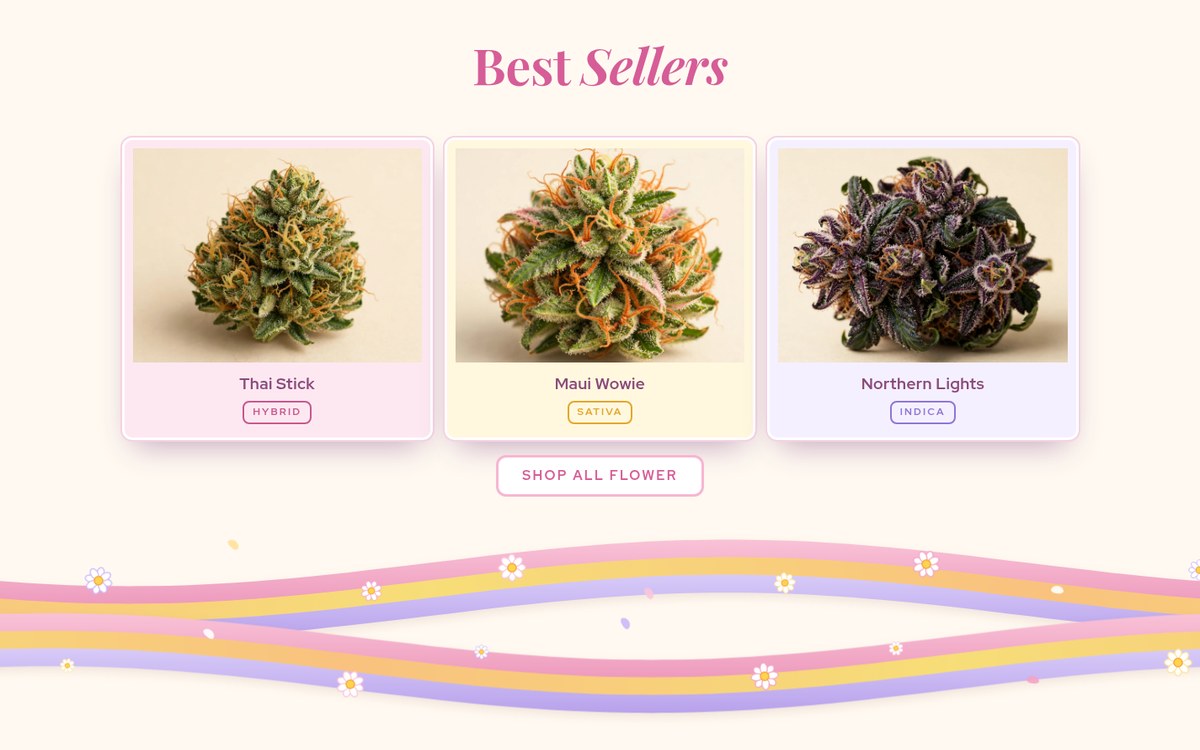 Best Sellers
Thai Stick
HYBRID
Maui Wowie
SATIVA
Northern Lights
INDICA
SHOP ALL FLOWER